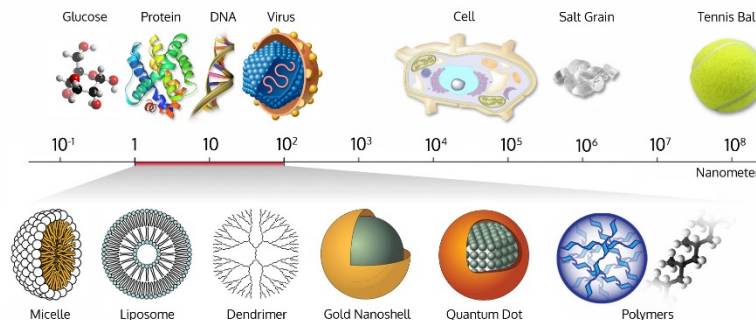 Glucose Protein DNA Virus Cell Salt Grain Tennis Bal
10⁻¹ 1 10 10² 10³ 10⁴ 10⁵ 10⁶ 10⁷ 10⁸
Nanometer
Micelle Liposome Dendrimer Gold Nanoshell Quantum Dot Polymers